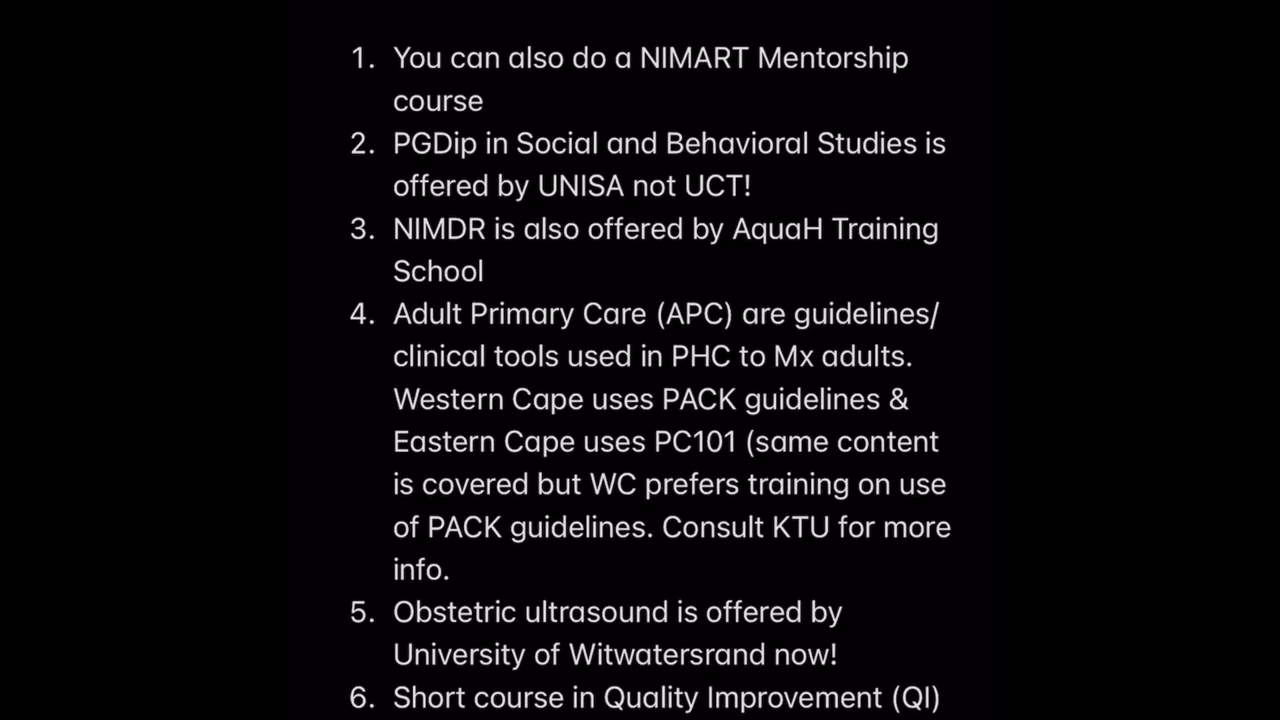 1. You can also do a NIMART Mentorship
course
2. PGDip in Social and Behavioral Studies is
offered by UNISA not UCT!
3. NIMDR is also offered by AquaH Training
School
4. Adult Primary Care (APC) are guidelines/
clinical tools used in PHC to Mx adults.
Western Cape uses PACK guidelines &
Eastern Cape uses PC101 (same content
is covered but WC prefers training on use
of PACK guidelines. Consult KTU for more
info.
5. Obstetric ultrasound is offered by
University of Witwatersrand now!
6. Short course in Quality Improvement (QI)